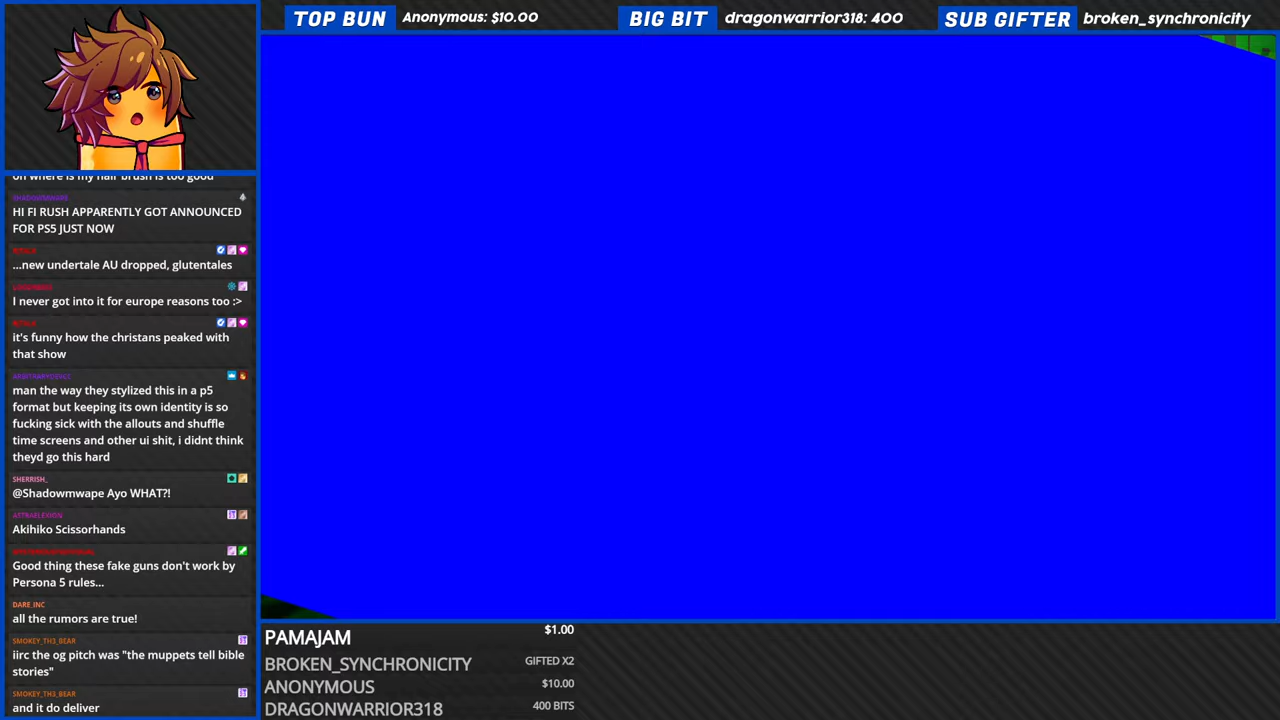 TOP BUN Anonymous: $10.00 BIG BIT dragonwarrior318: 400 SUB GIFTER broken_synchronicity
HI FI RUSH APPARENTLY GOT ANNOUNCED
FOR PS5 JUST NOW
...new undertale AU dropped, glutentales
I never got into it for europe reasons too :>
it's funny how the christans peaked with
that show
man the way they stylized this in a p5
format but keeping its own identity is so
fucking sick with the allouts and shuffle
time screens and other ui shit, i didnt think
theyd go this hard
SHERRISH_
@Shadowmwape Ayo WHAT?!
Akihiko Scissorhands
Good thing these fake guns don't work by
Persona 5 rules...
DARE_INC
all the rumors are true!
SMOKEY_TH3_BEAR
iirc the og pitch was "the muppets tell bible
stories"
SMOKEY_TH3_BEAR
and it do deliver
PAMAJAM $1.00
BROKEN_SYNCHRONICITY GIFTED X2
ANONYMOUS $10.00
DRAGONWARRIOR318 400 BITS